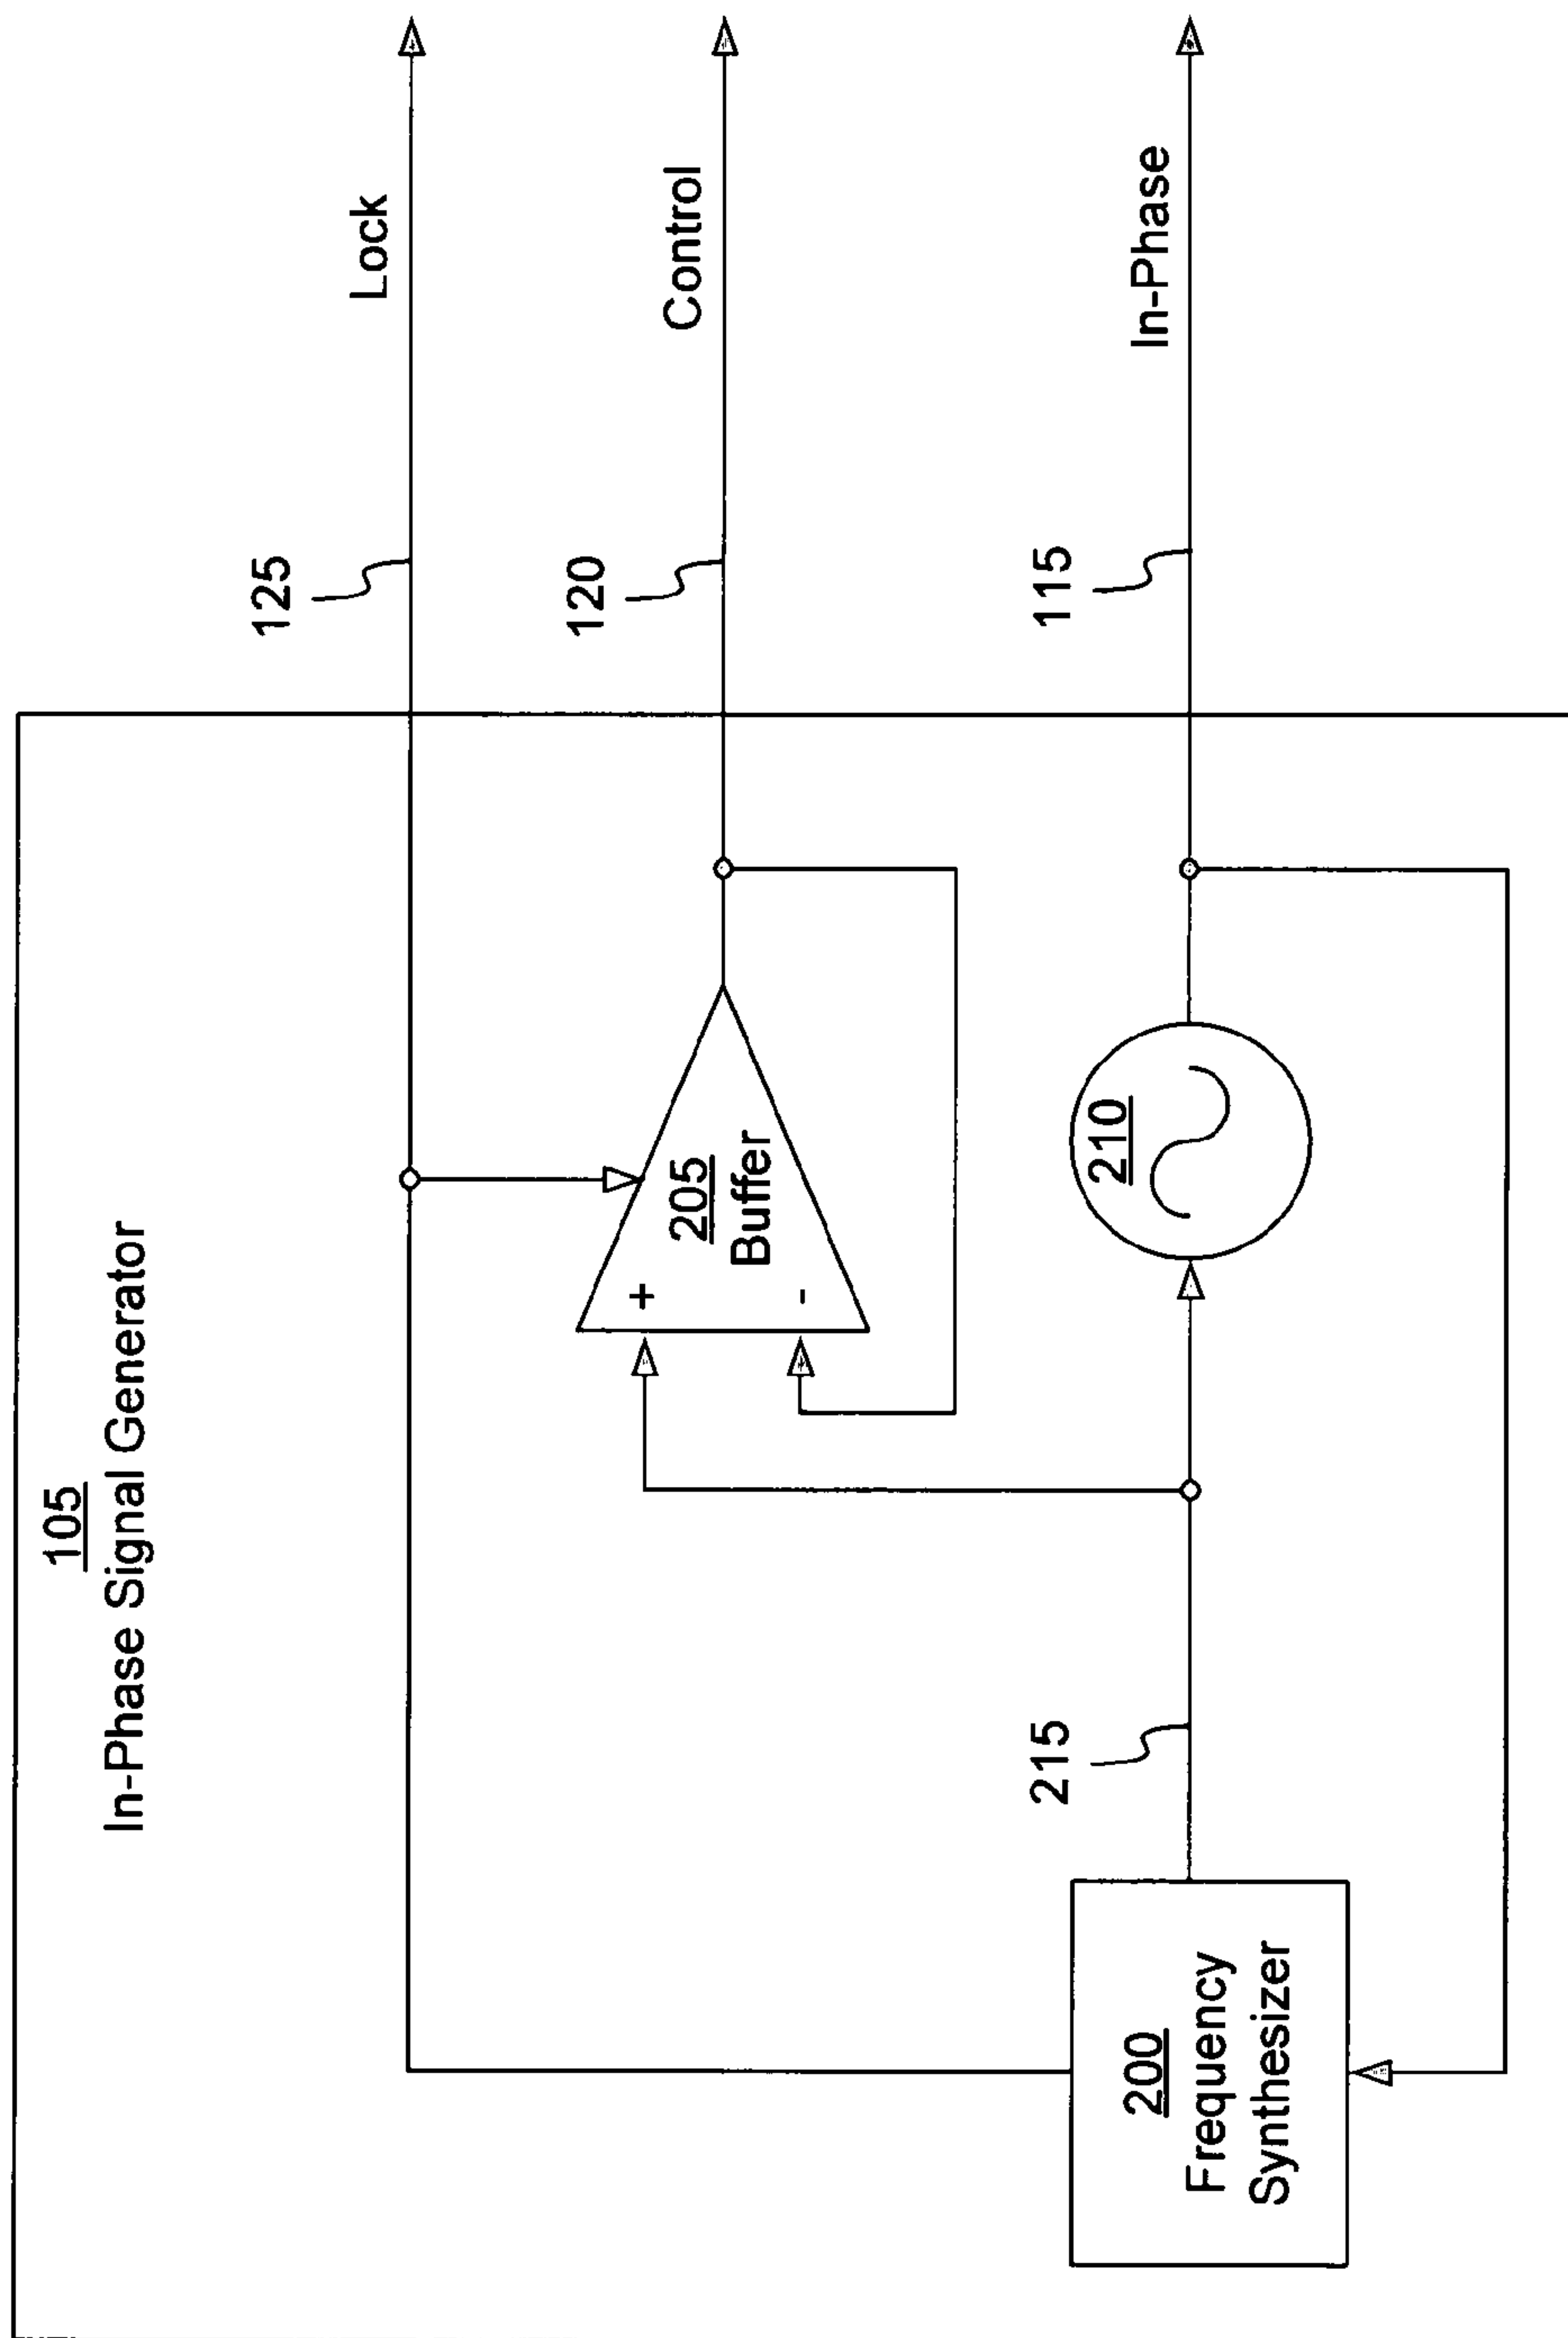 105
In-Phase Signal Generator
Lock
125
Control
120
205
Buffer
+
-
In-Phase
115
210
215
200
Frequency
Synthesizer